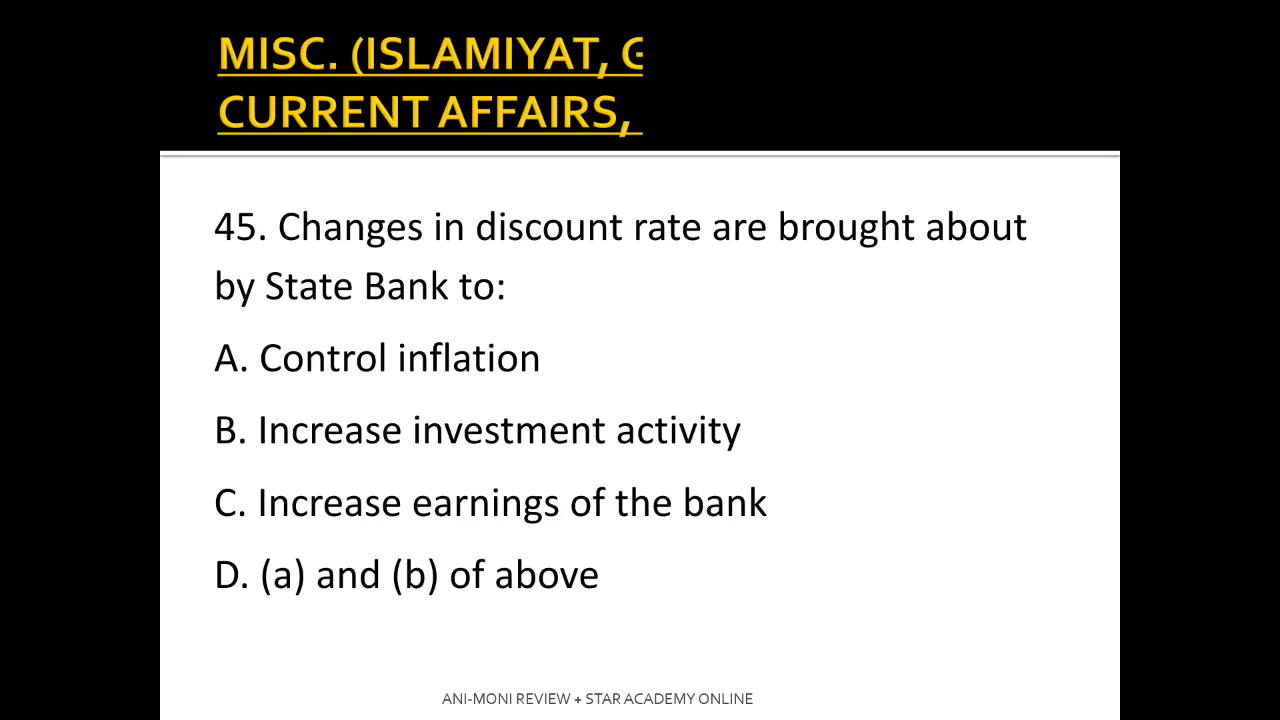 MISC. (ISLAMIYAT,
CURRENT AFFAIRS,
45. Changes in discount rate are brought about
by State Bank to:
A. Control inflation
B. Increase investment activity
C. Increase earnings of the bank
D. (a) and (b) of above
ANI-MONI REVIEW + STAR ACADEMY ONLINE